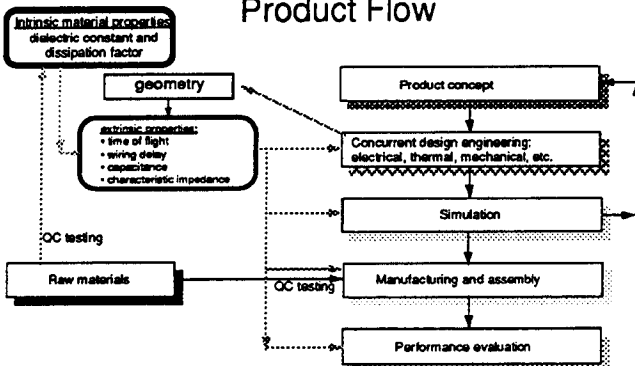 Product Flow
Intrinsic material properties
dielectric constant and
dissipation factor
geometry
extrinsic properties:
• time of flight
• wiring delay
• capacitance
• characteristic impedance
QC testing
Raw materials
QC testing
Product concept
Concurrent design engineering:
electrical, thermal, mechanical, etc.
Simulation
Manufacturing and assembly
Performance evaluation